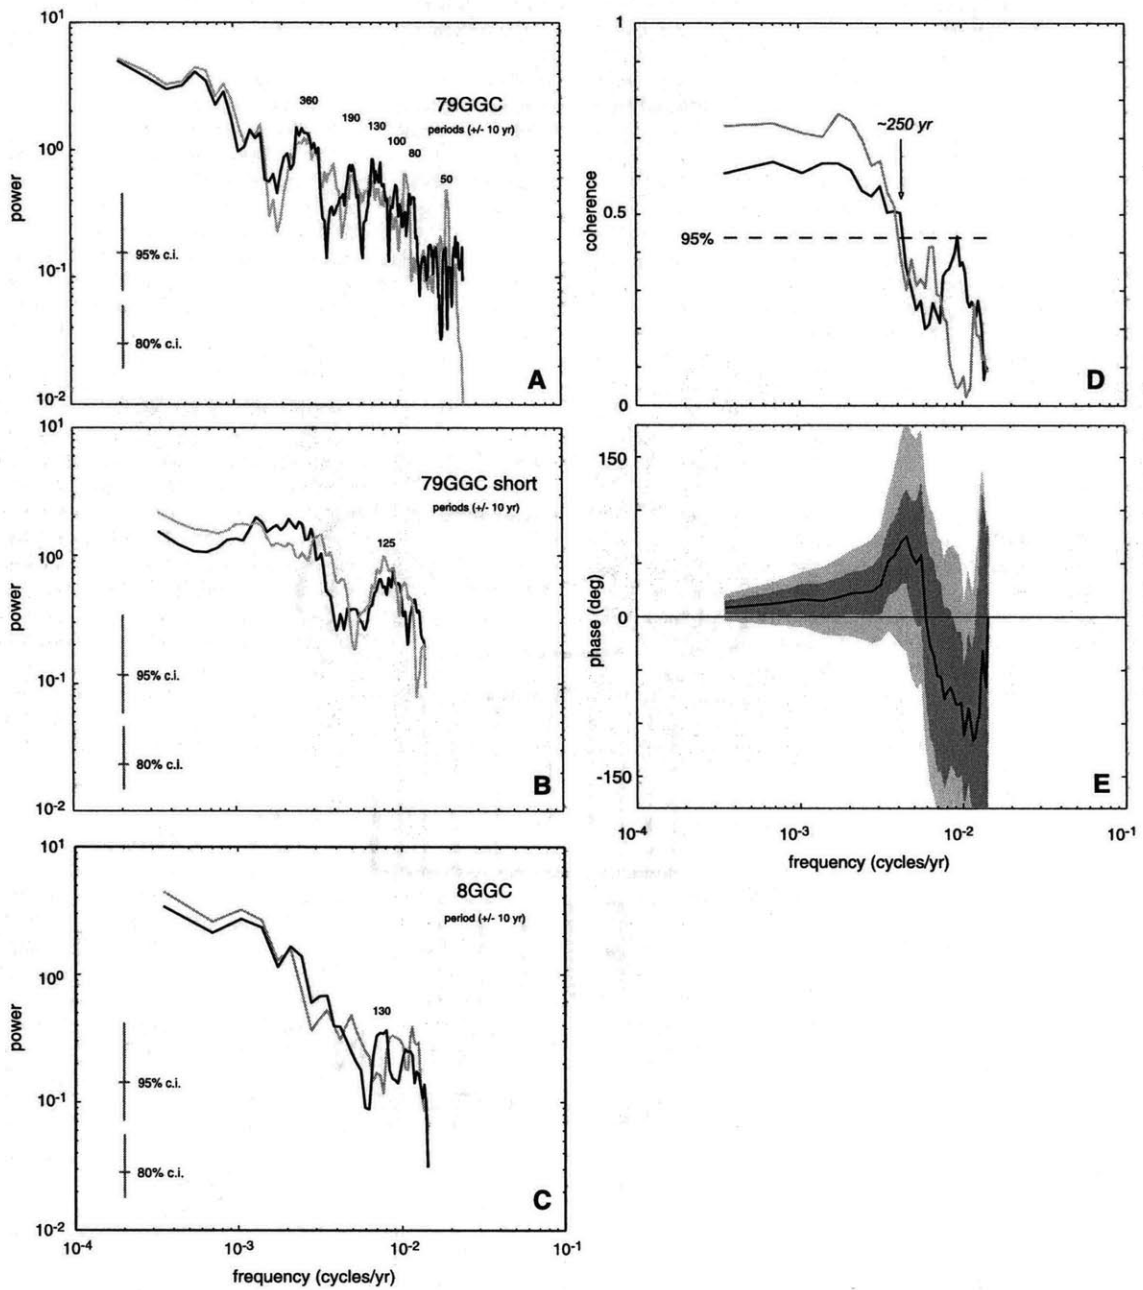 10¹
360
190
130
100
80
50
79GGC
periods (+/- 10 yr)
10⁰
power
95% c.i.
10⁻¹
80% c.i.
A
10⁻²
10¹
79GGC short
periods (+/- 10 yr)
125
10⁰
power
95% c.i.
10⁻¹
80% c.i.
B
10⁻²
10¹
8GGC
period (+/- 10 yr)
10⁰
130
power
95% c.i.
10⁻¹
80% c.i.
C
10⁻²
10⁻⁴
10⁻³
10⁻²
10⁻¹
frequency (cycles/yr)
1
~250 yr
coherence
0.5
95%
D
0
150
phase (deg)
0
-150
E
10⁻⁴
10⁻³
10⁻²
10⁻¹
frequency (cycles/yr)